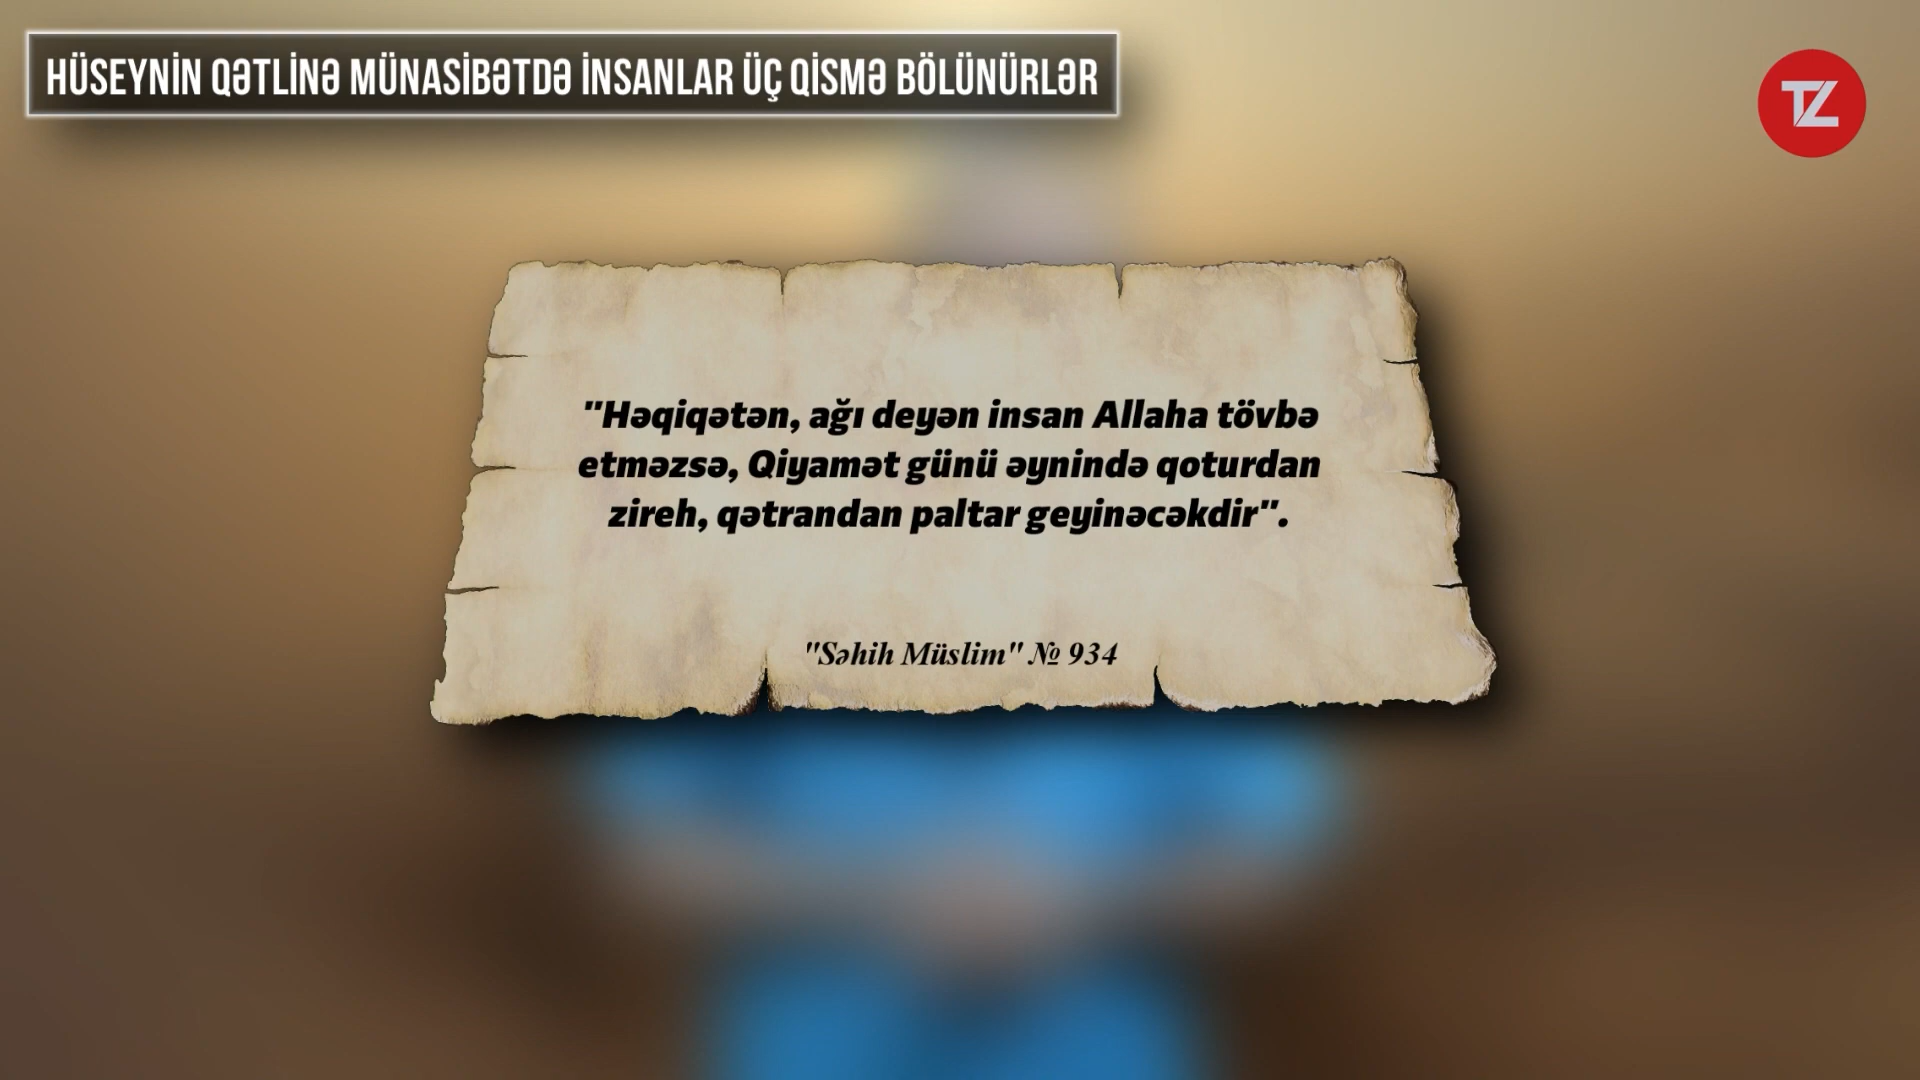 HÜSEYNİN QƏTLİNƏ MÜNASİBƏTDƏ İNSANLAR ÜÇ QİSMƏ BÖLÜNÜRLƏR
TZ
"Həqiqətən, ağı deyən insan Allaha tövbə
etməzsə, Qiyamət günü əynində qoturdan
zireh, qətrandan paltar geyinəcəkdir".
"Səhih Müslim" № 934